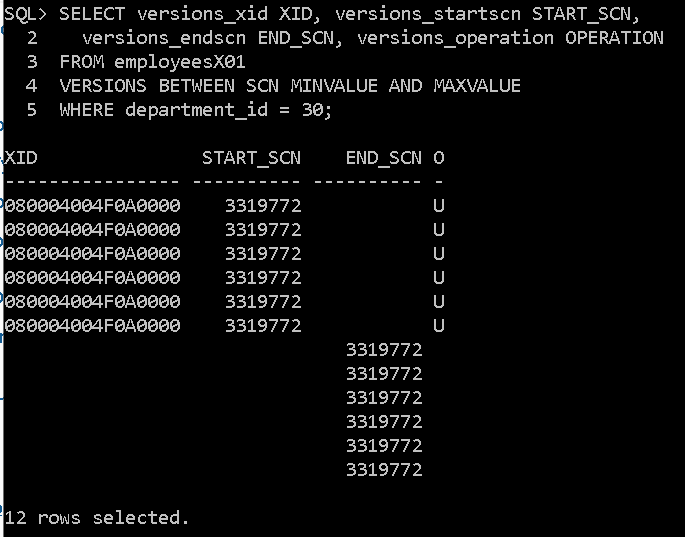 SQL> SELECT versions_xid XID, versions_startscn START_SCN,
  2    versions_endscn END_SCN, versions_operation OPERATION
  3  FROM employeesX01
  4  VERSIONS BETWEEN SCN MINVALUE AND MAXVALUE
  5  WHERE department_id = 30;

XID               START_SCN    END_SCN O
---------------- ---------- ---------- -
080004004F0A0000    3319772            U
080004004F0A0000    3319772            U
080004004F0A0000    3319772            U
080004004F0A0000    3319772            U
080004004F0A0000    3319772            U
080004004F0A0000    3319772            U
                               3319772
                               3319772
                               3319772
                               3319772
                               3319772
                               3319772

12 rows selected.